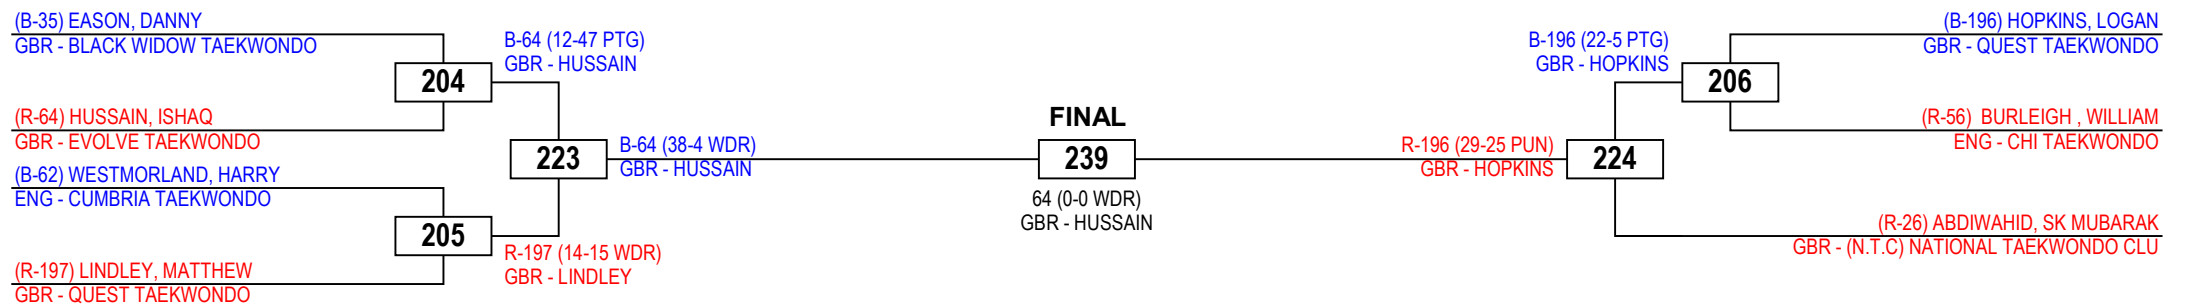 (B-35) EASON, DANNY
GBR - BLACK WIDOW TAEKWONDO
204
(R-64) HUSSAIN, ISHAQ
GBR - EVOLVE TAEKWONDO
(B-62) WESTMORLAND, HARRY
ENG - CUMBRIA TAEKWONDO
205
(R-197) LINDLEY, MATTHEW
GBR - QUEST TAEKWONDO
B-64 (12-47 PTG)
GBR - HUSSAIN
223
R-197 (14-15 WDR)
GBR - LINDLEY
B-64 (38-4 WDR)
GBR - HUSSAIN
FINAL
239
64 (0-0 WDR)
GBR - HUSSAIN
R-196 (29-25 PUN)
GBR - HOPKINS
224
B-196 (22-5 PTG)
GBR - HOPKINS
206
(B-196) HOPKINS, LOGAN
GBR - QUEST TAEKWONDO
(R-56) BURLEIGH , WILLIAM
ENG - CHI TAEKWONDO
(R-26) ABDIWAHID, SK MUBARAK
GBR - (N.T.C) NATIONAL TAEKWONDO CLU